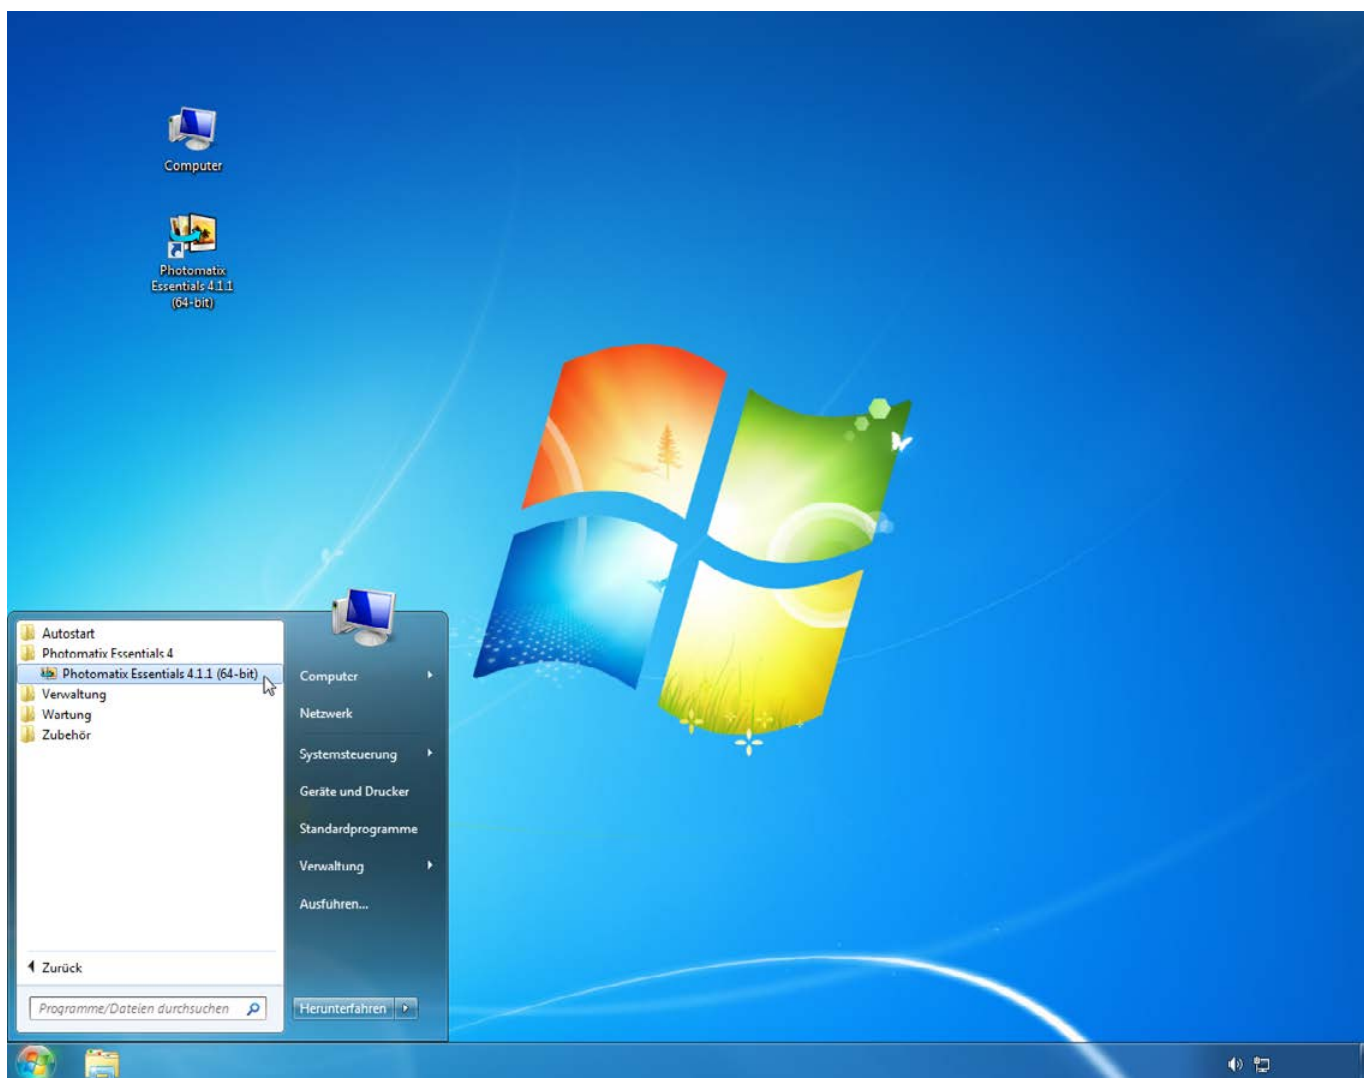 Computer
Photomatix
Essentials 4.1.1
(64-bit)
Autostart
Photomatix Essentials 4
Photomatix Essentials 4.1.1 (64-bit)
Verwaltung
Wartung
Zubehör
Zurück
Programme/Dateien durchsuchen
Computer
Netzwerk
Systemsteuerung
Geräte und Drucker
Standardprogramme
Verwaltung
Ausführen...
Herunterfahren